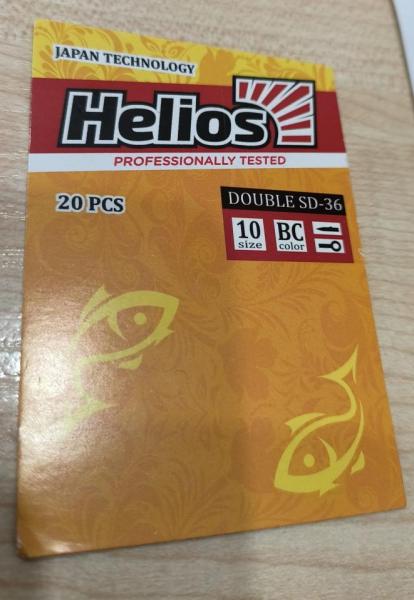 JAPAN TECHNOLOGY
Helios
PROFESSIONALLY TESTED
20 PCS
DOUBLE SD-36
10 size
BC color